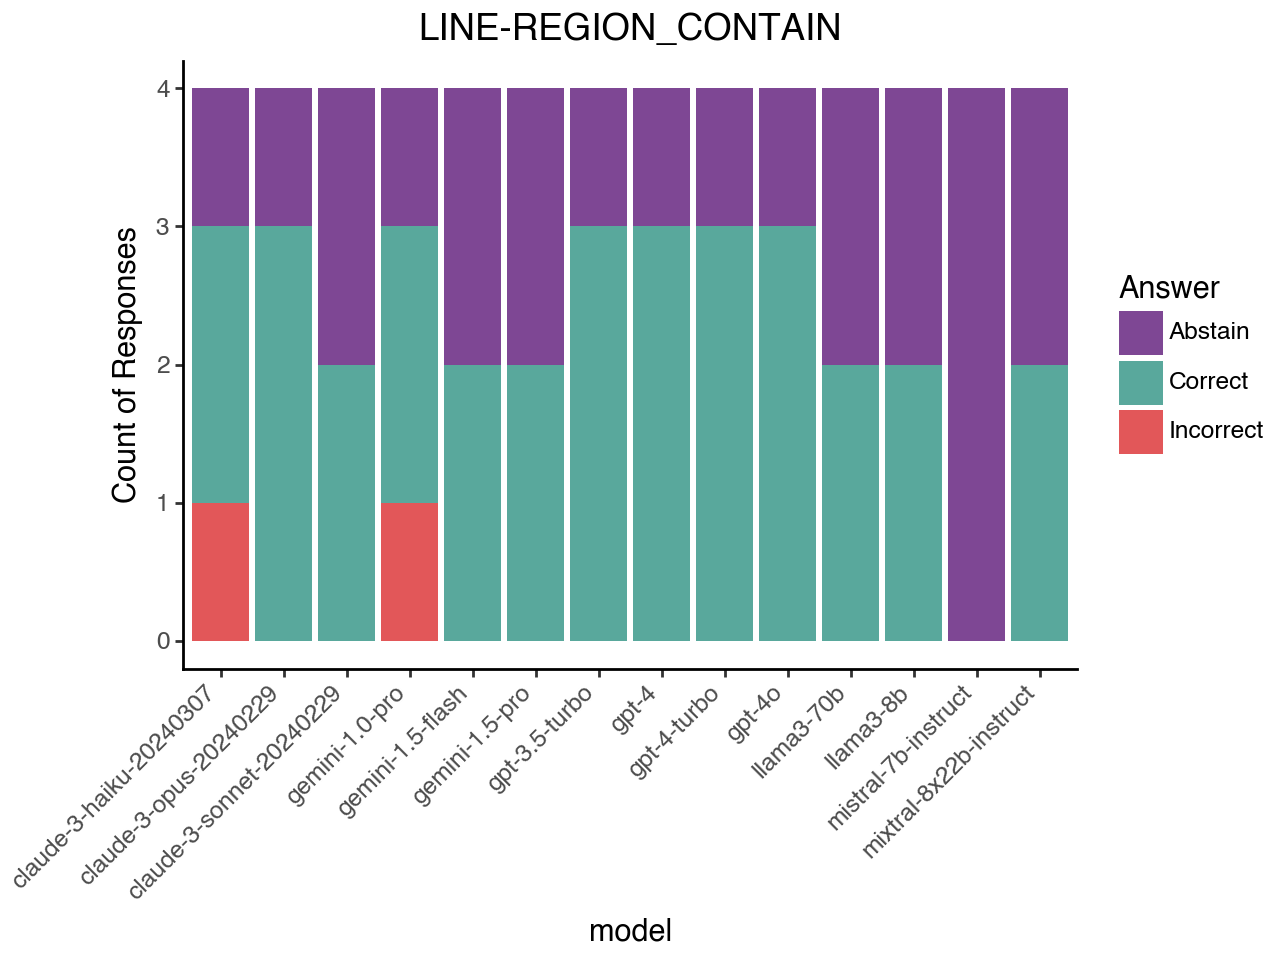 LINE-REGION_CONTAIN
Count of Responses
4
3
2
1
0
claude-3-haiku-20240307
claude-3-opus-20240229
claude-3-sonnet-20240229
gemini-1.0-pro
gemini-1.5-flash
gemini-1.5-pro
gpt-3.5-turbo
gpt-4
gpt-4-turbo
gpt-4o
llama3-70b
llama3-8b
mistral-7b-instruct
mixtral-8x22b-instruct
model
Answer
Abstain
Correct
Incorrect